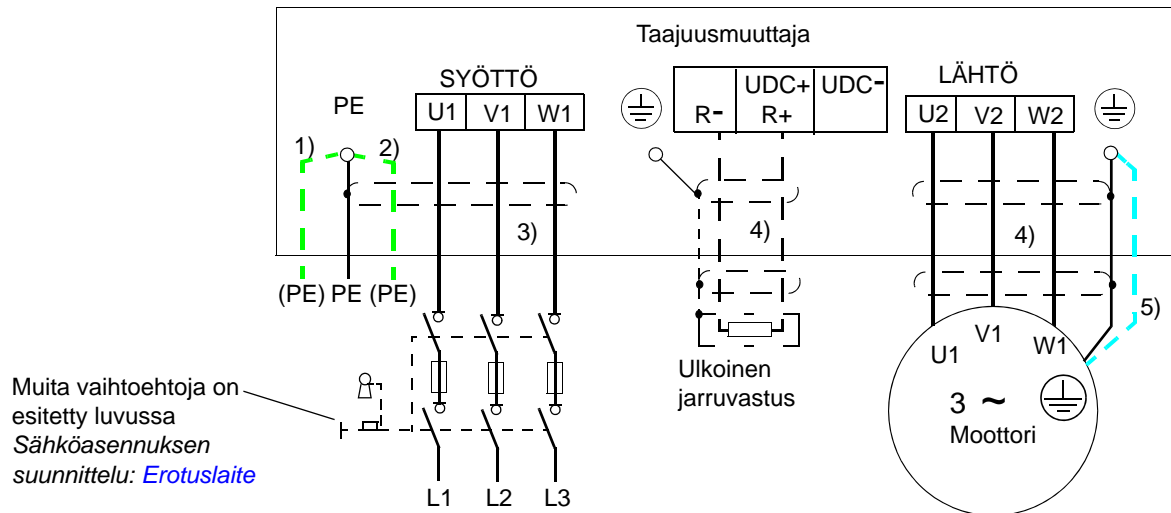 Taajuusmuuttaja
SYÖTTÖ
LÄHTÖ
PE
U1 V1 W1
R-
UDC+
R+
UDC-
U2 V2 W2
1)
2)
3)
4)
4)
5)
(PE) PE (PE)
U1
V1
W1
3 ~
Moottori
Ulkoinen
jarruvastus
Muita vaihtoehtoja on
esitetty luvussa
Sähköasennuksen
suunnittelu: Erotuslaite
L1 L2 L3